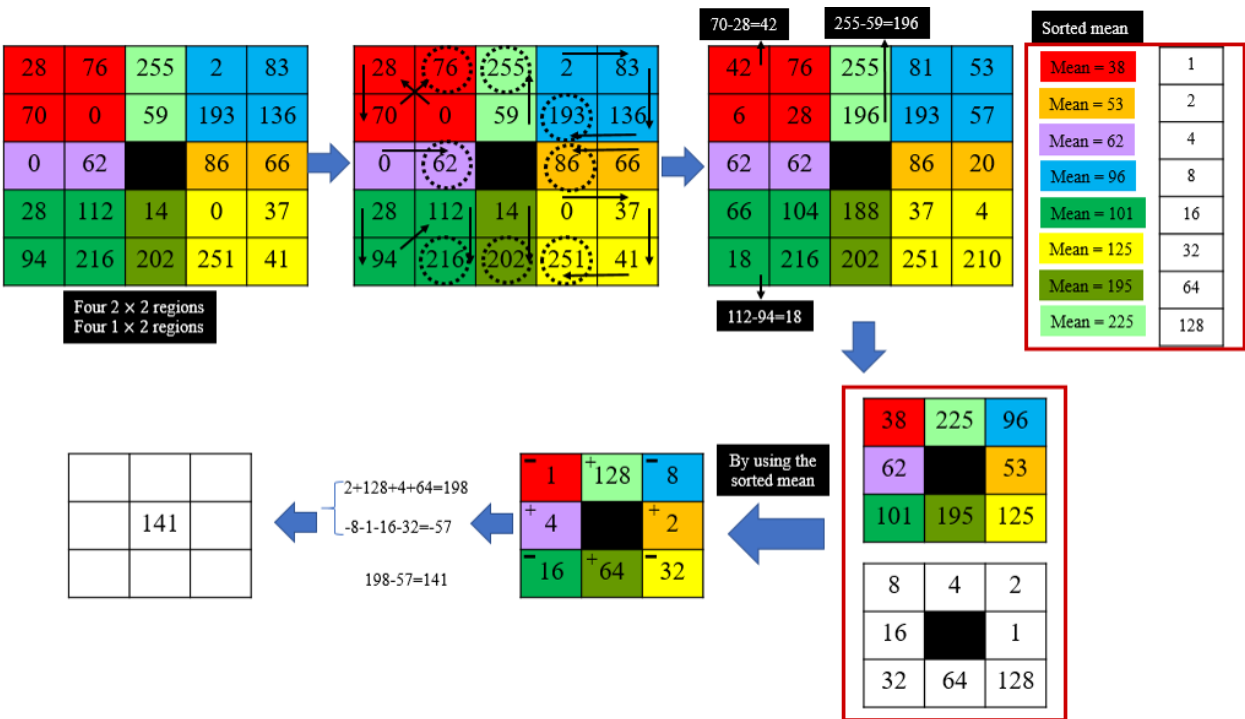 70-28=42
255-59=196
Sorted mean
28 76 255 2 83
70 0 59 193 136
0 62 86 66
28 112 14 0 37
94 216 202 251 41
Four 2 × 2 regions
Four 1 × 2 regions
28 76 255 2 83
70 0 59 193 136
0 62 86 66
28 112 14 0 37
94 216 202 251 41
42 76 255 81 53
6 28 196 193 57
62 62 86 20
66 104 188 37 4
18 216 202 251 210
112-94=18
Mean = 38 1
Mean = 53 2
Mean = 62 4
Mean = 96 8
Mean = 101 16
Mean = 125 32
Mean = 195 64
Mean = 225 128
38 225 96
62 53
101 195 125
8 4 2
16 1
32 64 128
By using the
sorted mean
- 1 + 128 - 8
+ 4 + 2
- 16 + 64 - 32
2+128+4+64=198
-8-1-16-32=-57
198-57=141
141